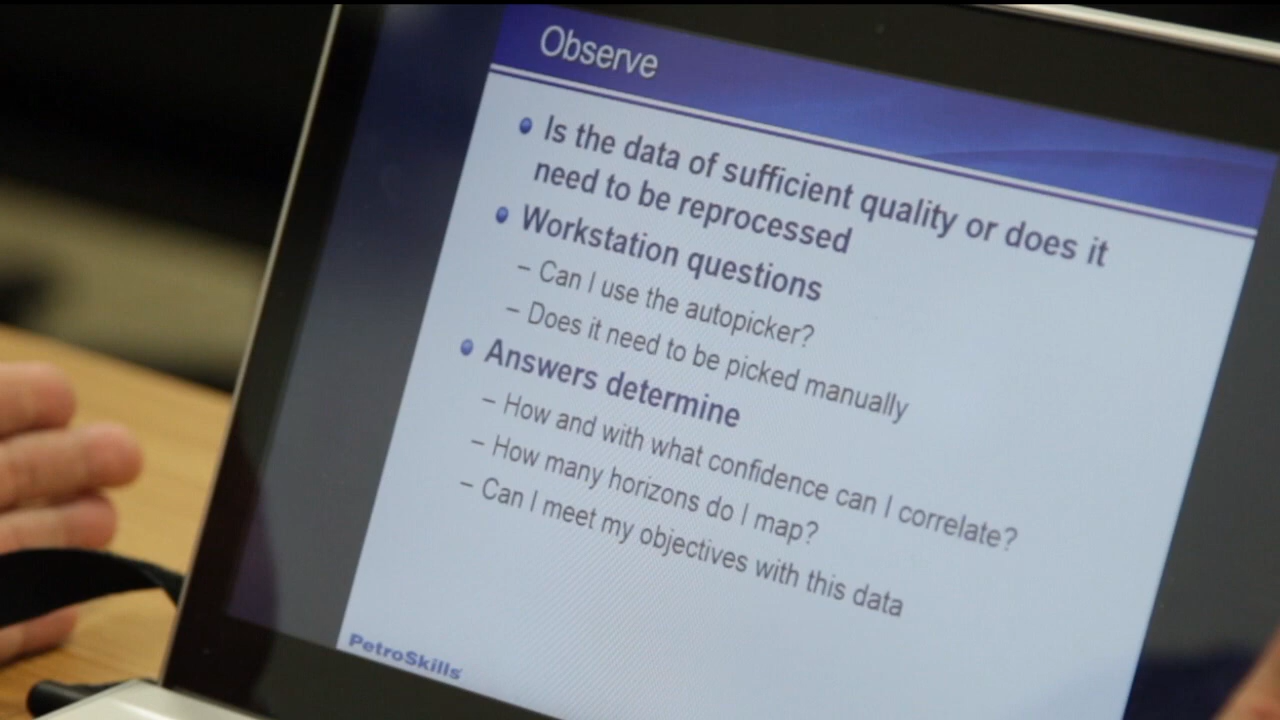 Observe
Is the data of sufficient quality or does it
need to be reprocessed
Workstation questions
– Can I use the autopicker?
– Does it need to be picked manually
Answers determine
– How and with what confidence can I correlate?
– How many horizons do I map?
– Can I meet my objectives with this data
PetroSkills